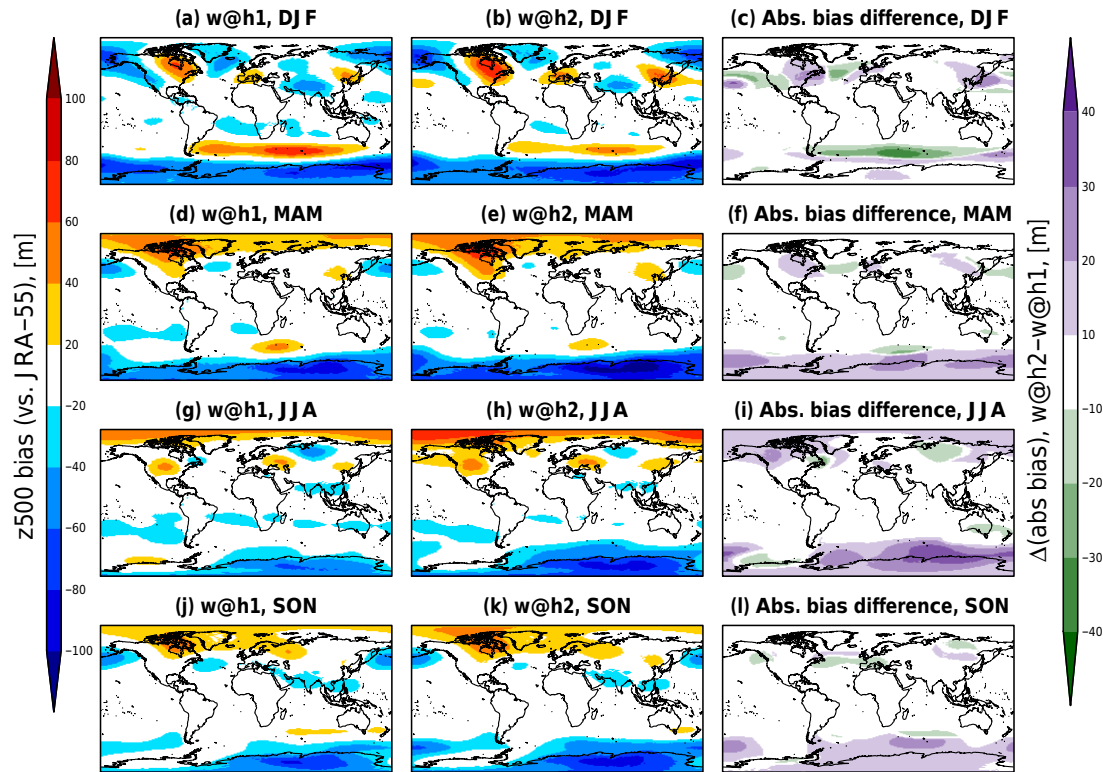 (a) w@h1, DJF
(b) w@h2, DJF
(c) Abs. bias difference, DJF
(d) w@h1, MAM
(e) w@h2, MAM
(f) Abs. bias difference, MAM
(g) w@h1, JJA
(h) w@h2, JJA
(i) Abs. bias difference, JJA
(j) w@h1, SON
(k) w@h2, SON
(l) Abs. bias difference, SON
z500 bias (vs. JRA−55), [m]
100
80
60
40
20
−20
−40
−60
−80
−100
Δ(abs bias), w@h2−w@h1, [m]
40
30
20
10
−10
−20
−30
−40